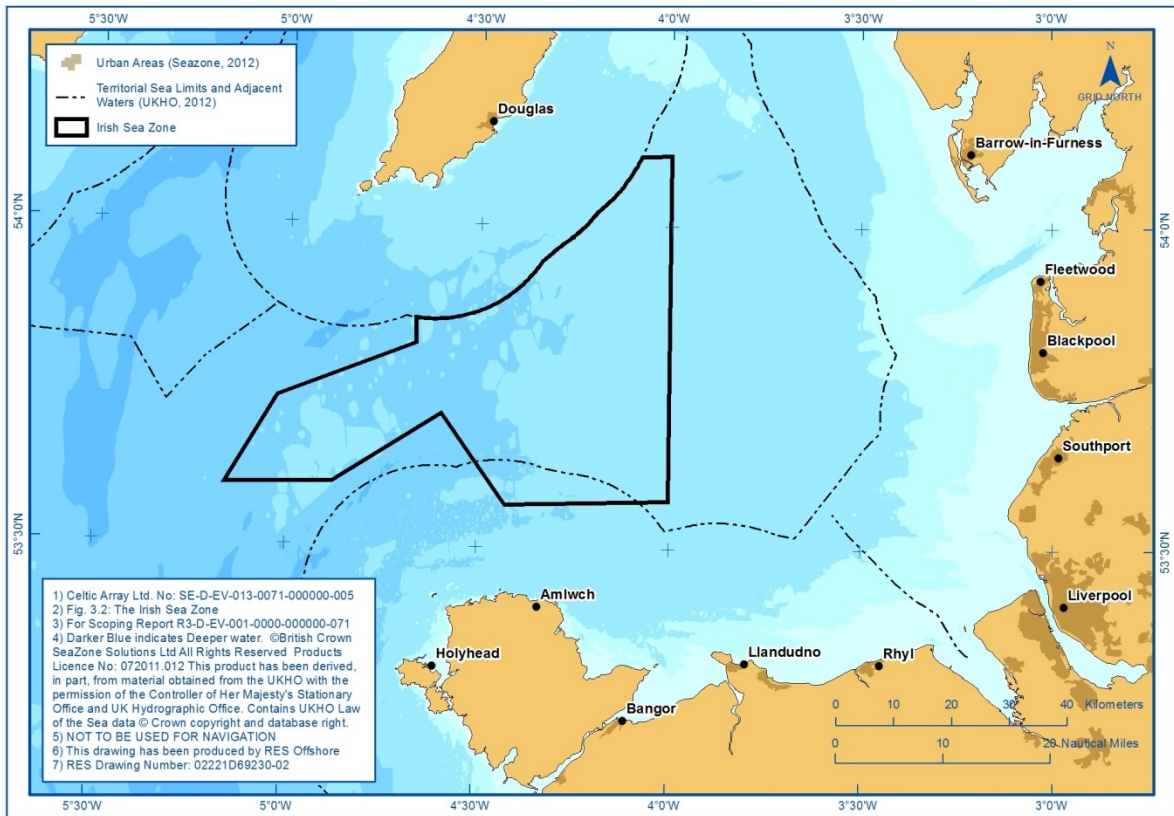 5°30'W 5°0'W 4°30'W 4°0'W 3°30'W 3°0'W
Urban Areas (Seazone, 2012)
Territorial Sea Limits and Adjacent
Waters (UKHO, 2012)
Irish Sea Zone
N
GRID NORTH
Douglas
Barrow-in-Furness
54°0'N
54°0'N
Fleetwood
Blackpool
Southport
53°30'N
53°30'N
Amlwch
Liverpool
Holyhead
Llandudno
Rhyl
Bangor
1) Celtic Array Ltd. No: SE-D-EV-013-0071-000000-005
2) Fig. 3.2: The Irish Sea Zone
3) For Scoping Report R3-D-EV-001-0000-000000-071
4) Darker Blue indicates Deeper water. ©British Crown
SeaZone Solutions Ltd All Rights Reserved Products
Licence No: 072011.012 This product has been derived,
in part, from material obtained from the UKHO with the
permission of the Controller of Her Majesty's Stationary
Office and UK Hydrographic Office. Contains UKHO Law
of the Sea data © Crown copyright and database right.
5) NOT TO BE USED FOR NAVIGATION
6) This drawing has been produced by RES Offshore
7) RES Drawing Number: 02221D69230-02
0 10 20 30 40 Kilometers
0 10 20 Nautical Miles
5°30'W 5°0'W 4°30'W 4°0'W 3°30'W 3°0'W